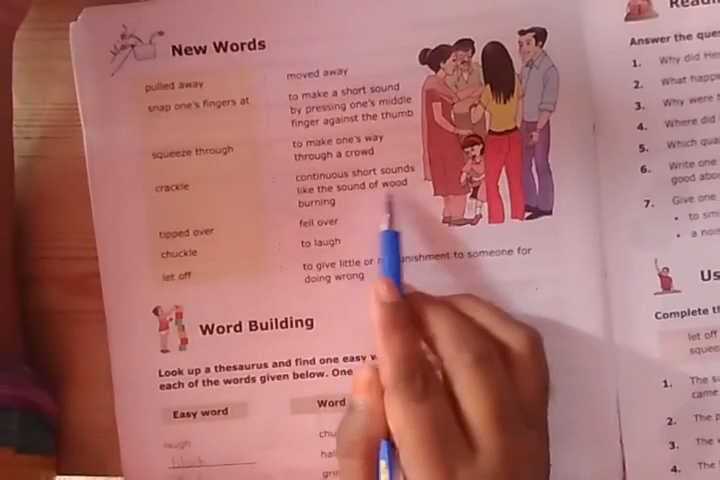 New Words
pulled away moved away
snap one's fingers at to make a short sound
by pressing one's middle
finger against the thumb
squeeze through to make one's way
through a crowd
crackle continuous short sounds
like the sound of wood
burning
tipped over fell over
chuckle to laugh
let off to give little or punishment to someone for
doing wrong
Word Building
Look up a thesaurus and find one easy
each of the words given below. One
Easy word Word
laugh chu
hal
gri
Answer the que
1. Why did He
2. What happ
3. Why were
4. Where did
5. Which qua
6. Write one
good abo
7. Give one
• to sm
• a noi
Us
Complete t
let off
squee
1. The s
came
2. The p
3. The
4. The